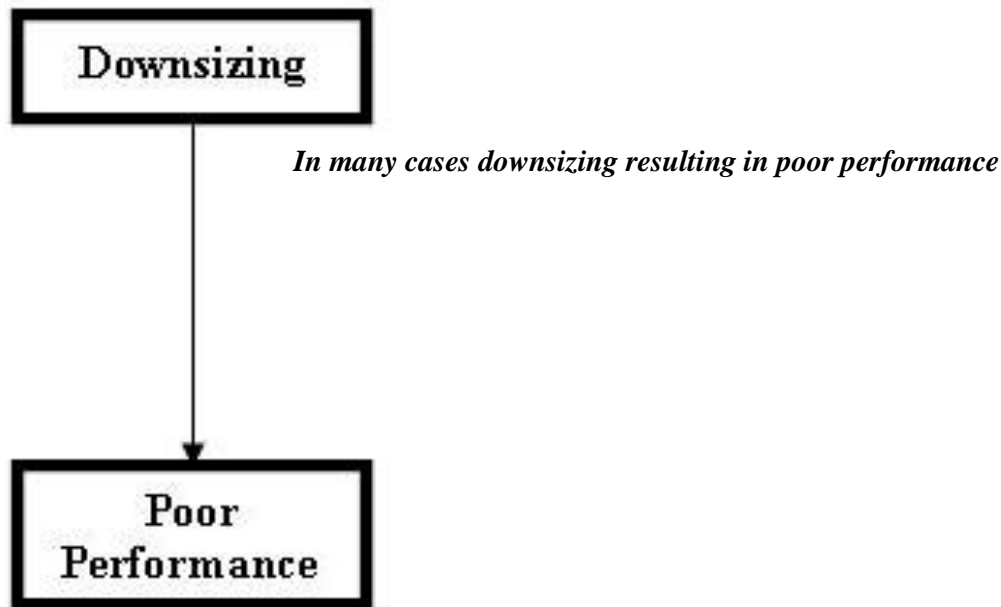 Downsizing
In many cases downsizing resulting in poor performance
Poor
Performance